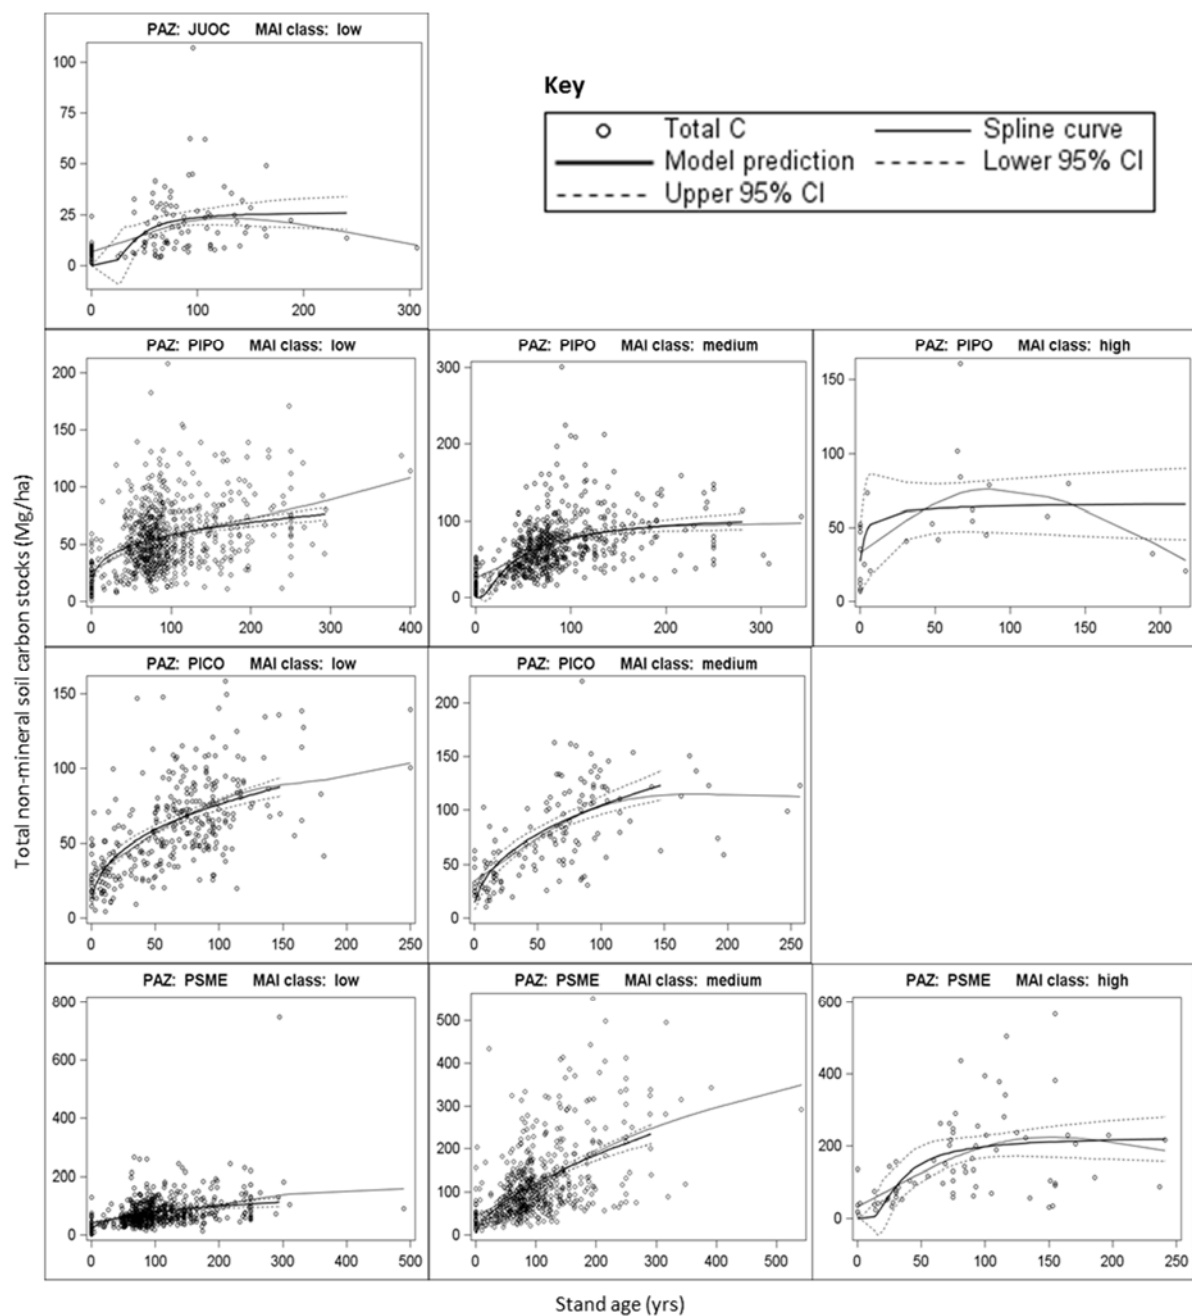 PAZ: JUOC MAI class: low
100
75
50
25
0
0 100 200 300
Key
Total C Spline curve
Model prediction Lower 95% CI
Upper 95% CI
Total non-mineral soil carbon stocks (Mg/ha)
PAZ: PIPO MAI class: low
200
150
100
50
0
0 100 200 300 400
PAZ: PIPO MAI class: medium
300
200
100
0
0 100 200 300
PAZ: PIPO MAI class: high
150
100
50
0
0 50 100 150 200
PAZ: PICO MAI class: low
150
100
50
0
0 50 100 150 200 250
PAZ: PICO MAI class: medium
200
150
100
50
0
0 50 100 150 200 250
PAZ: PSME MAI class: low
800
600
400
200
0
0 100 200 300 400 500
PAZ: PSME MAI class: medium
500
400
300
200
100
0
0 100 200 300 400 500
PAZ: PSME MAI class: high
600
400
200
0
0 50 100 150 200 250
Stand age (yrs)